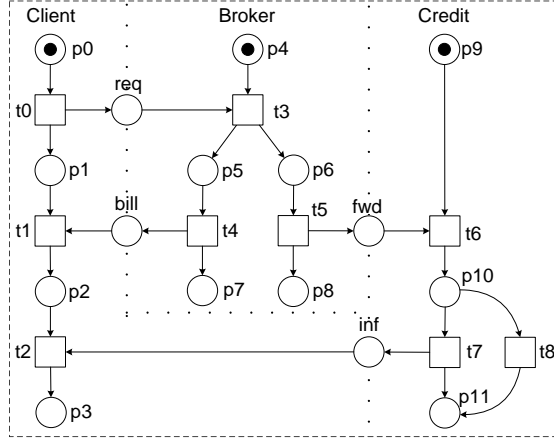 Client Broker Credit
p0 p4 p9
req
t0 t3
p1 p5 p6
bill fwd
t1 t4 t5 t6
p2 p7 p8 p10
inf
t2 t7 t8
p3 p11